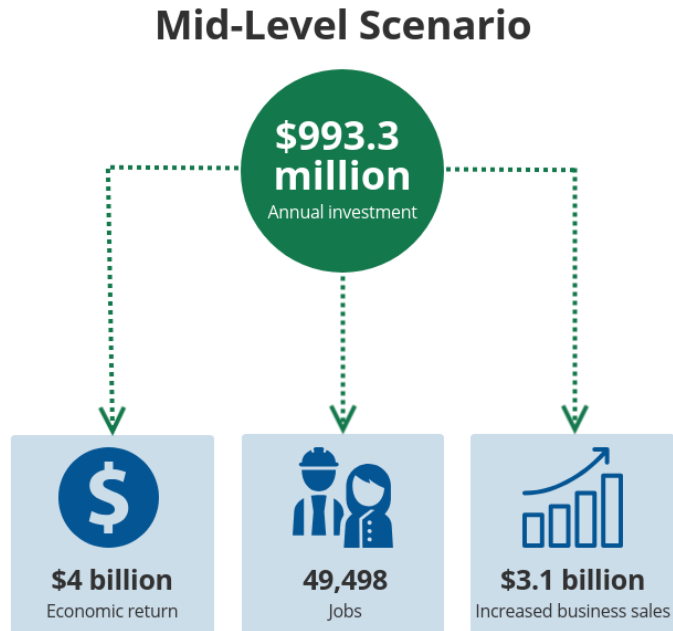 Mid-Level Scenario
$993.3
million
Annual investment
$
$4 billion
Economic return
49,498
Jobs
$3.1 billion
Increased business sales